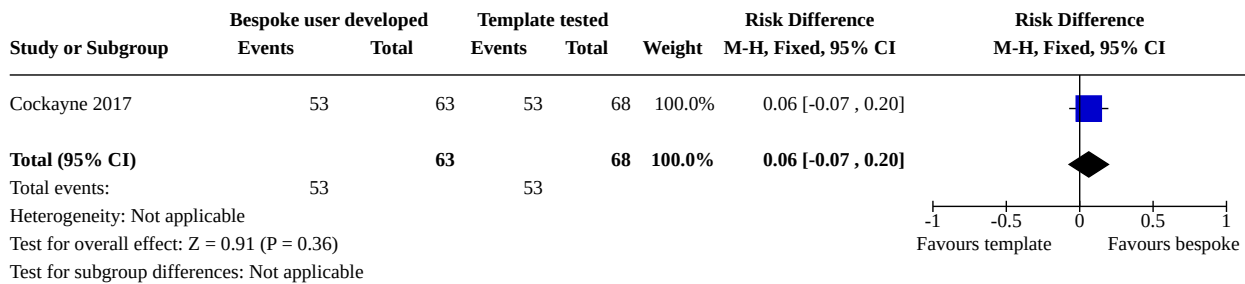 Bespoke user developed Template tested Risk Difference Risk Difference
Study or Subgroup Events Total Events Total Weight M-H, Fixed, 95% CI M-H, Fixed, 95% CI
Cockayne 2017 53 63 53 68 100.0% 0.06 [-0.07 , 0.20]
Total (95% CI) 63 68 100.0% 0.06 [-0.07 , 0.20]
Total events: 53 53
Heterogeneity: Not applicable
-1 -0.5 0 0.5 1
Test for overall effect: Z = 0.91 (P = 0.36)
Favours template Favours bespoke
Test for subgroup differences: Not applicable